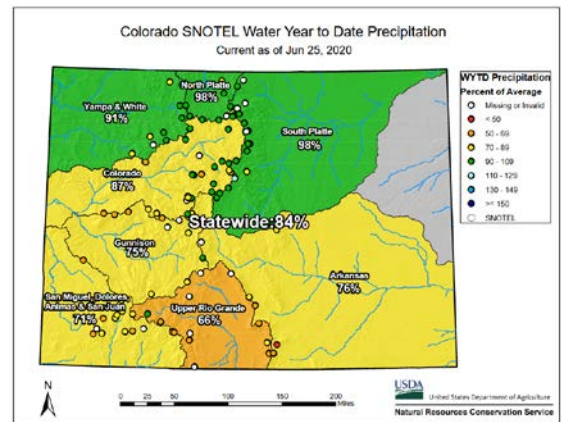 Colorado SNOTEL Water Year to Date Precipitation
Current as of Jun 25, 2020
North Platte
98%
Yampa & White
91%
South Platte
98%
Colorado
87%
Statewide:84%
Gunnison
75%
Arkansas
76%
San Miguel, Dolores,
Animas & San Juan
71%
Upper Rio Grande
66%
WYTD Precipitation
Percent of Average
Missing or Invalid
< 50
50 - 69
70 - 89
90 - 109
110 - 129
130 - 149
>= 150
SNOTEL
N
0 25 50 100 150 200
Miles
USDA
United States Department of Agriculture
Natural Resources Conservation Service